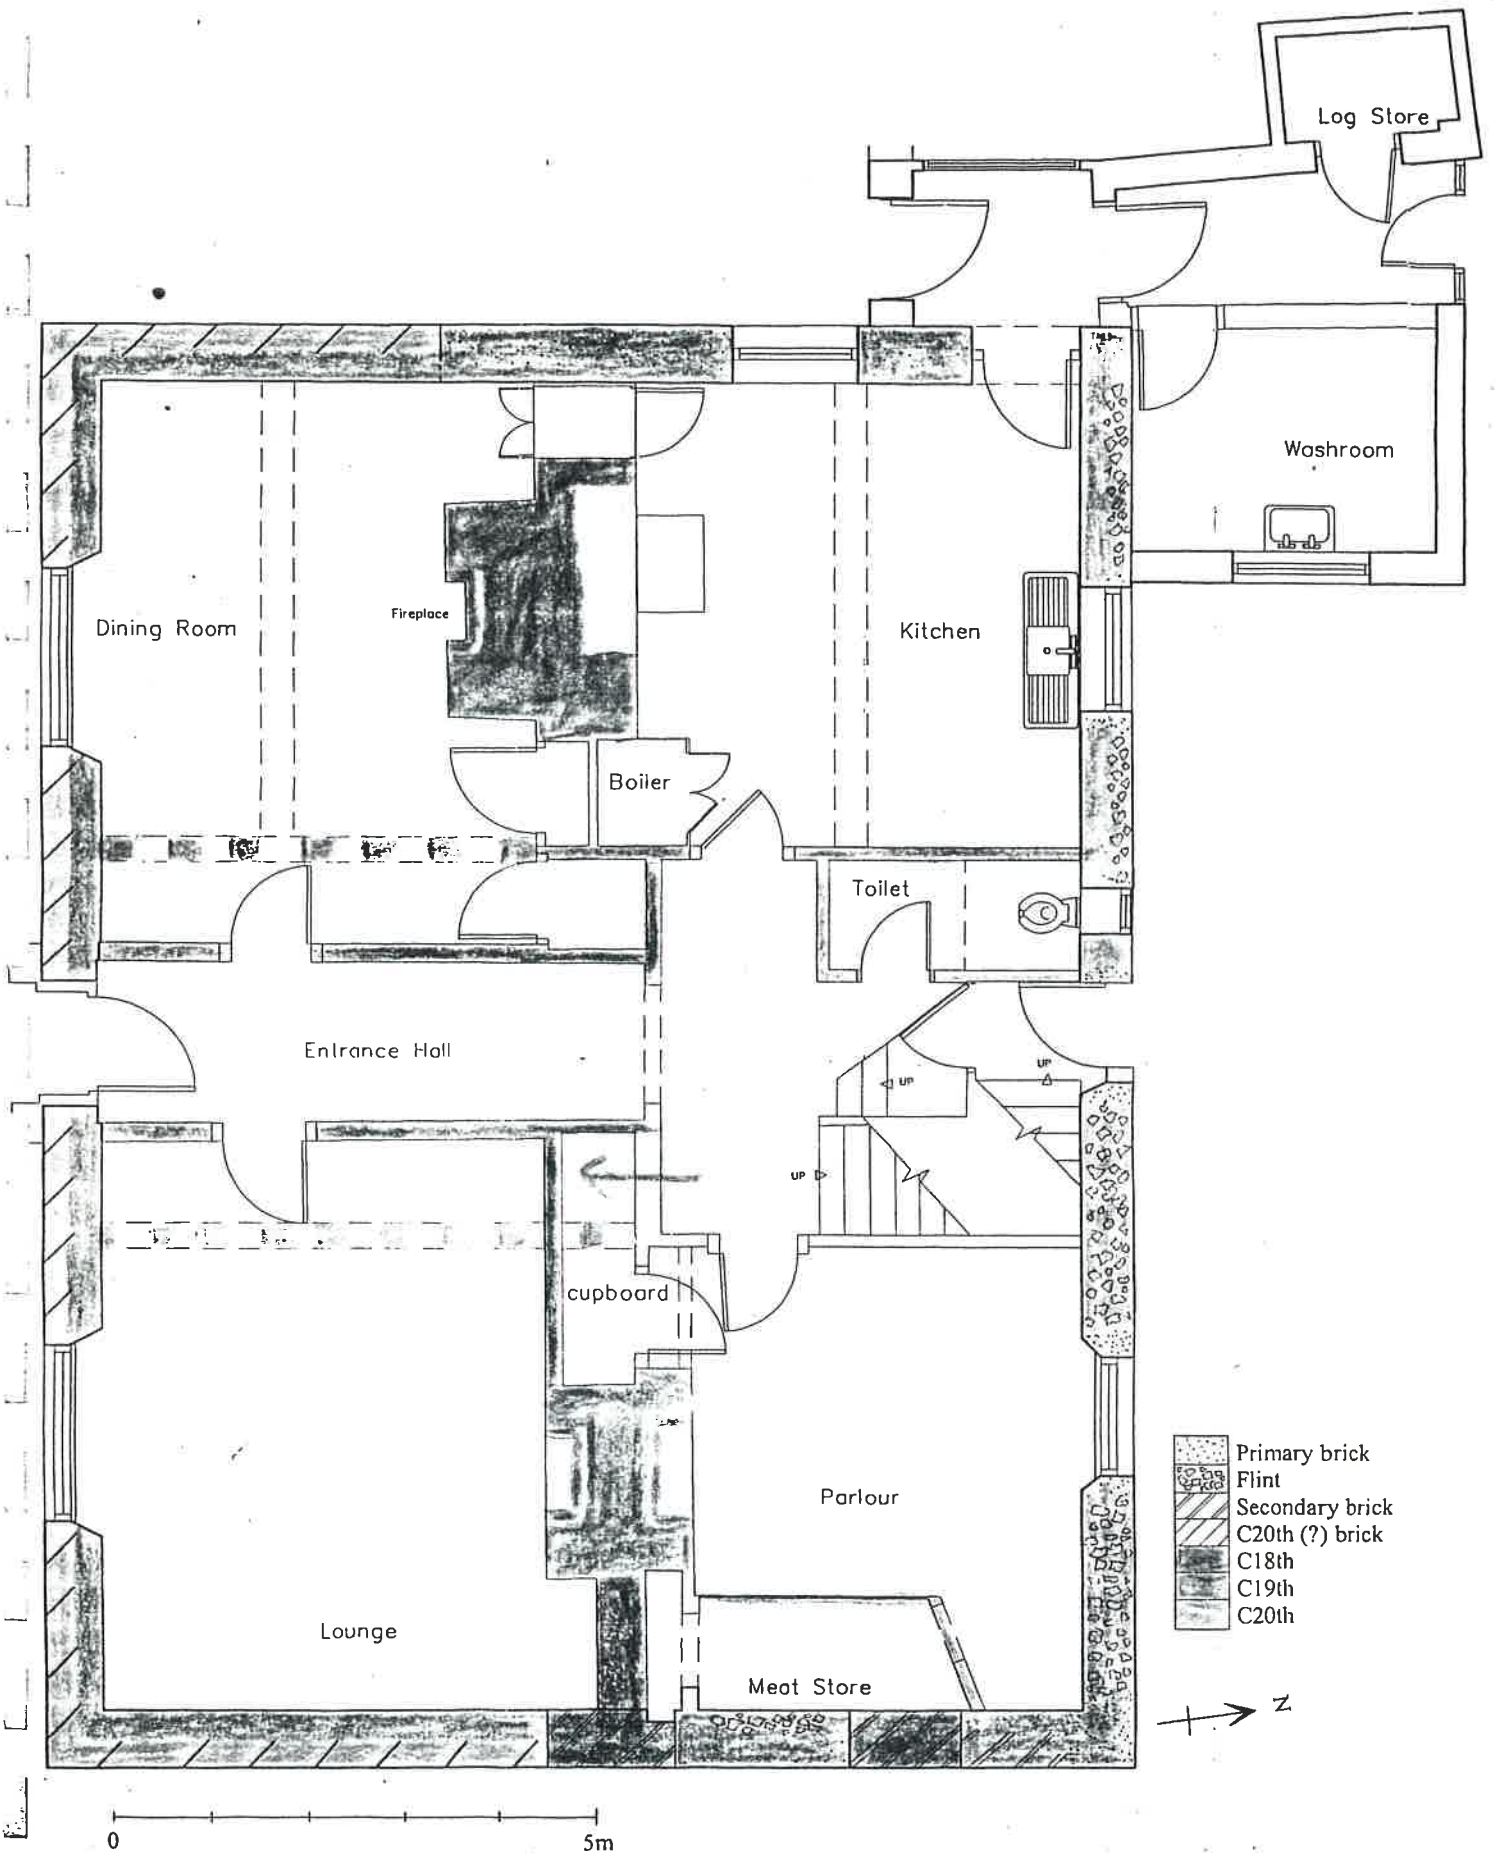 Log Store
Washroom
Dining Room
Fireplace
Kitchen
Boiler
Toilet
Entrance Hall
UP
UP
UP
cupboard
Parlour
Lounge
Meat Store
Primary brick
Flint
Secondary brick
C20th (?) brick
C18th
C19th
C20th
N
0
5m